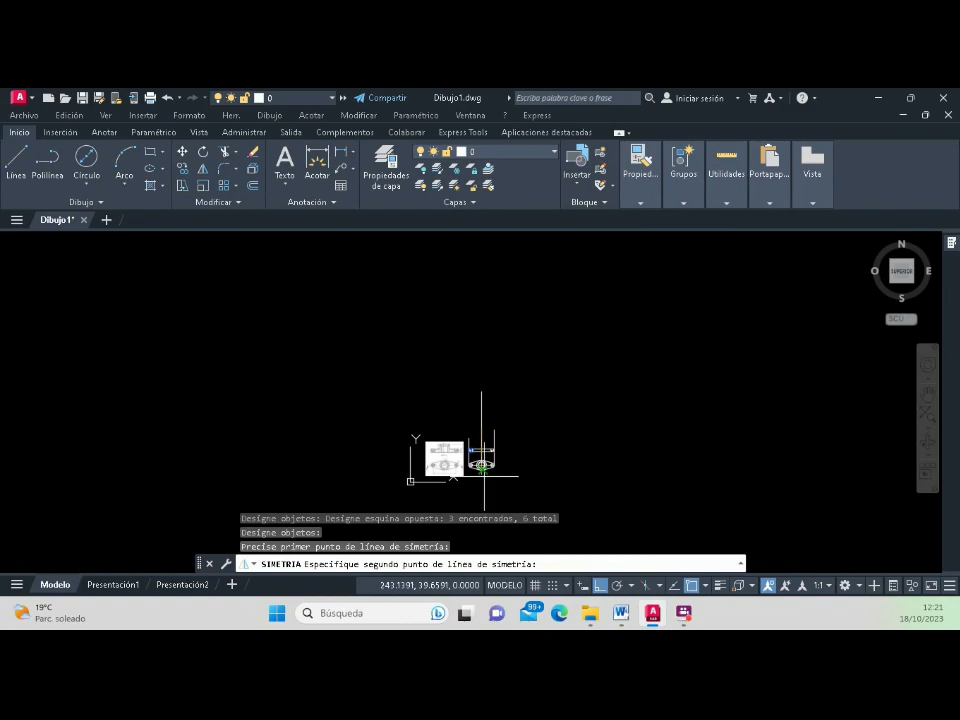 0 Compartir Dibujo1.dwg Escriba palabra clave o frase Iniciar sesión
Archivo Edición Ver Insertar Formato Herramientas Dibujo Acotar Modificar Paramétrico Ventana ? Express
Inicio Inserción Anotar Paramétrico Vista Administrar Salida Complementos Colaborar Express Tools Aplicaciones destacadas
0
Línea Polilínea Círculo Arco Texto Acotar Propiedades de capa Insertar Propied... Grupos Utilidades Portapap... Vista
Dibujo Modificar Anotación Capas Bloque
Dibujo1*
N
O SUPERIOR E
S
SCU
Y
X
Designe objetos: Designe esquina opuesta: 3 encontrados, 6 total
Designe objetos:
Precise primer punto de línea de simetría:
SIMETRIA Especifique segundo punto de línea de simetría:
Modelo Presentación1 Presentación2 243.1391, 39.6591, 0.0000 MODELO 1:1
19°C
Parc. soleado
Búsqueda
99+
12:21
18/10/2023